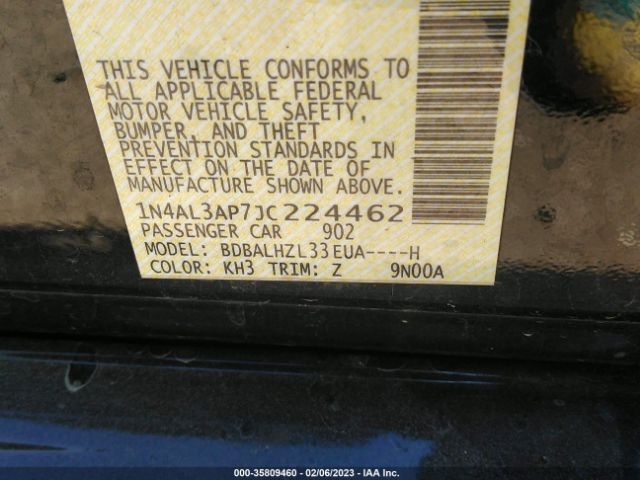 THIS VEHICLE CONFORMS TO
ALL APPLICABLE FEDERAL
MOTOR VEHICLE SAFETY,
BUMPER, AND THEFT
PREVENTION STANDARDS IN
EFFECT ON THE DATE OF
MANUFACTURE SHOWN ABOVE.
1N4AL3AP7JC224462
PASSENGER CAR 902
MODEL: BDBALHZL33EUA----H
COLOR: KH3 TRIM: Z 9N00A
000-35809460 - 02/06/2023 - IAA Inc.